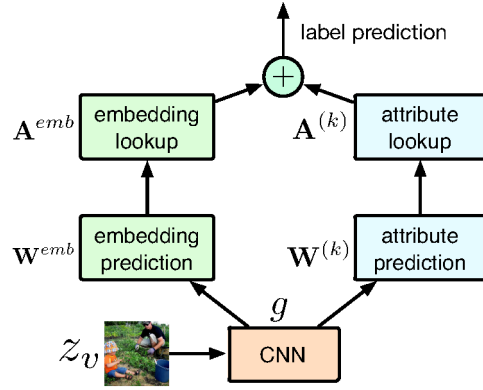 label prediction
+
A^{emb}
embedding
lookup
A^{(k)}
attribute
lookup
W^{emb}
embedding
prediction
W^{(k)}
attribute
prediction
g
z_v
CNN